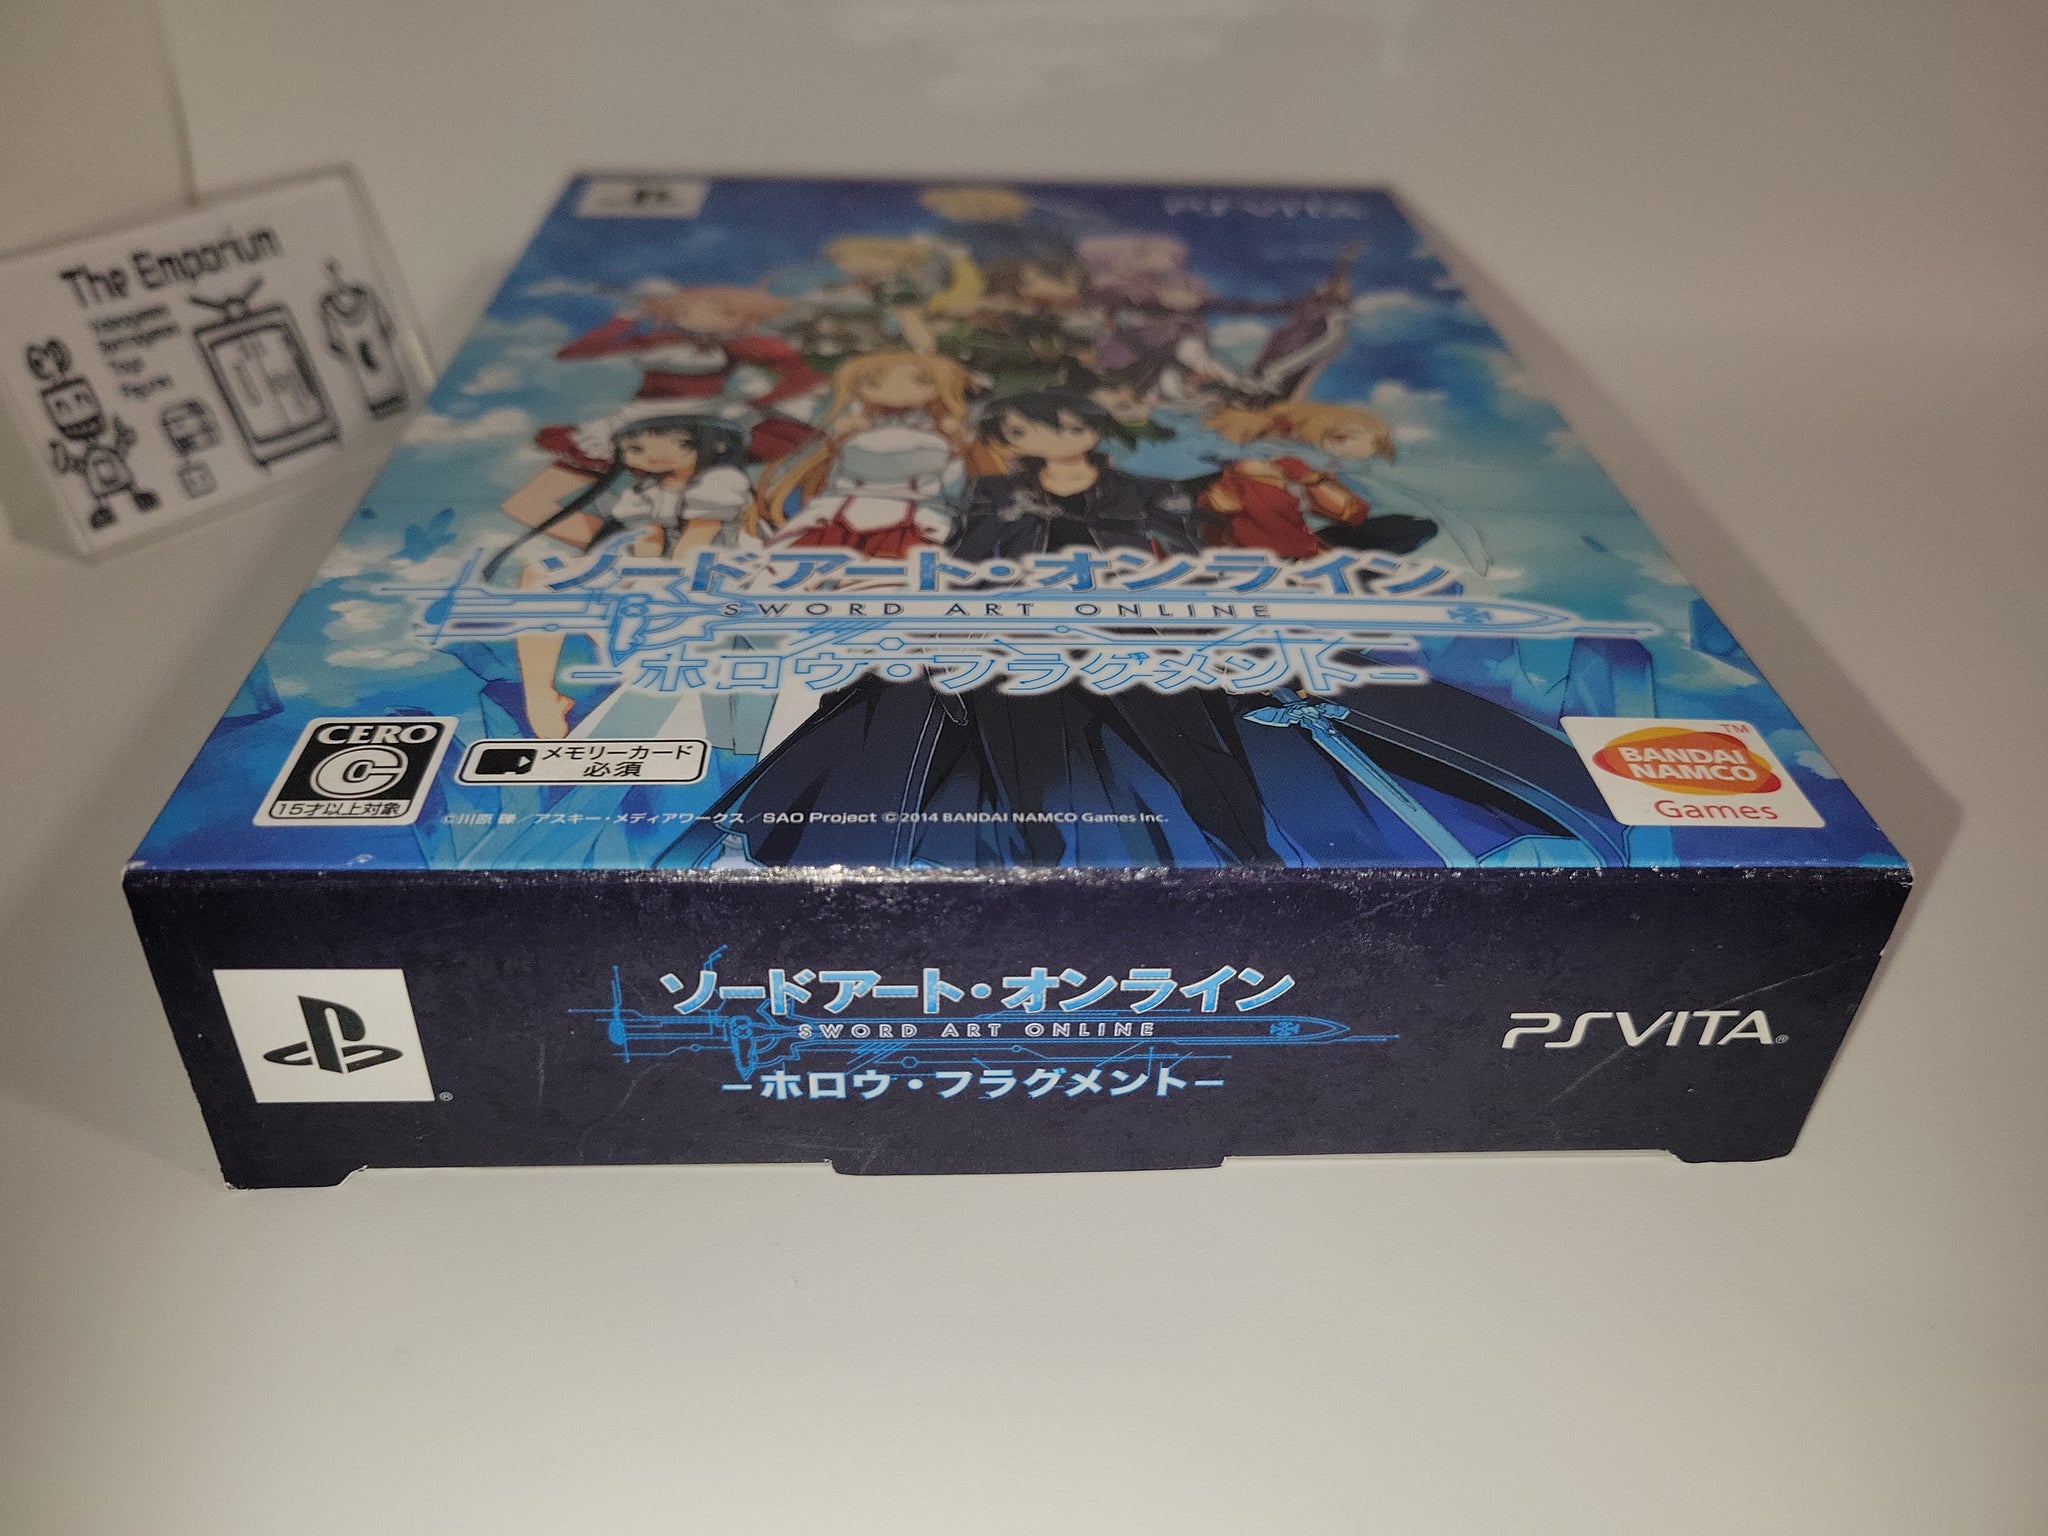 The Emporiun
PSVITA
ソードアート・オンライン
SWORD ART ONLINE
－ホロウ・フラグメント－
CERO
C
15才以上対象
メモリーカード
必須
©川原 礫／アスキー・メディアワークス／SAO Project ©2014 BANDAI NAMCO Games Inc.
TM
BANDAI
NAMCO
Games
ソードアート・オンライン
SWORD ART ONLINE
－ホロウ・フラグメント－
®
PSVITA®